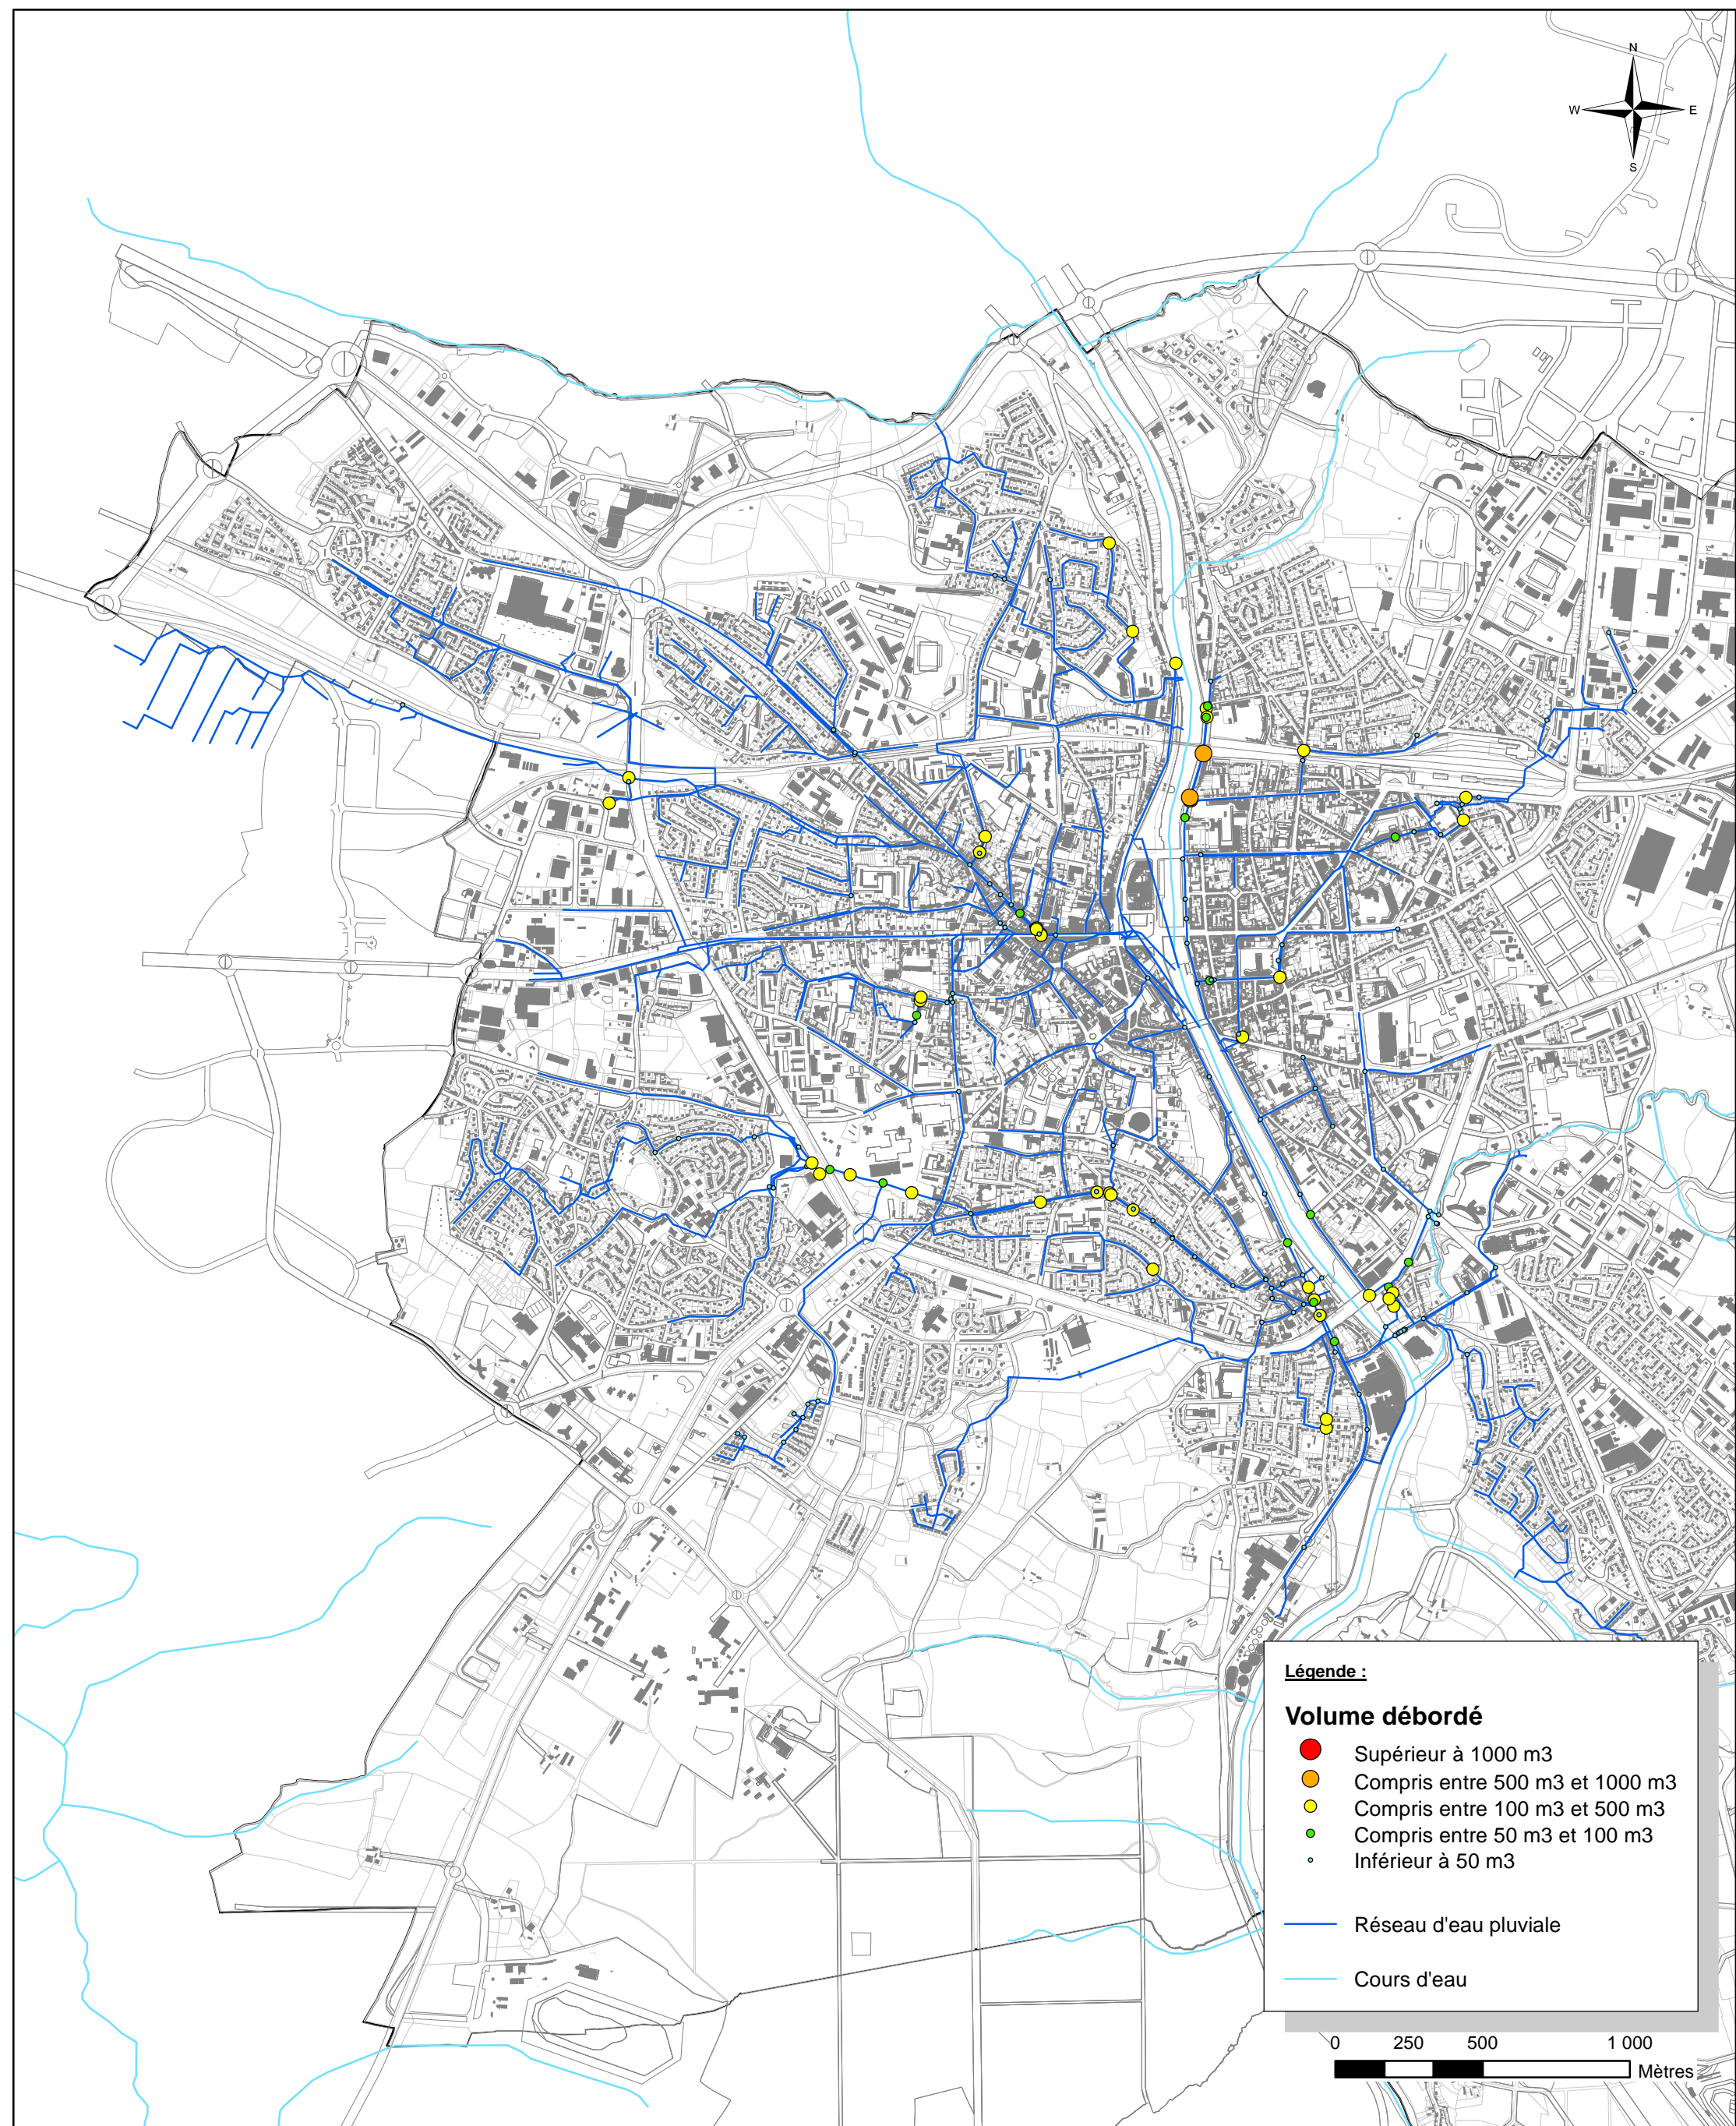 N
W E
S
Légende :
Volume débordé
Supérieur à 1000 m3
Compris entre 500 m3 et 1000 m3
Compris entre 100 m3 et 500 m3
Compris entre 50 m3 et 100 m3
Inférieur à 50 m3
Réseau d'eau pluviale
Cours d'eau
0 250 500 1 000
Mètres